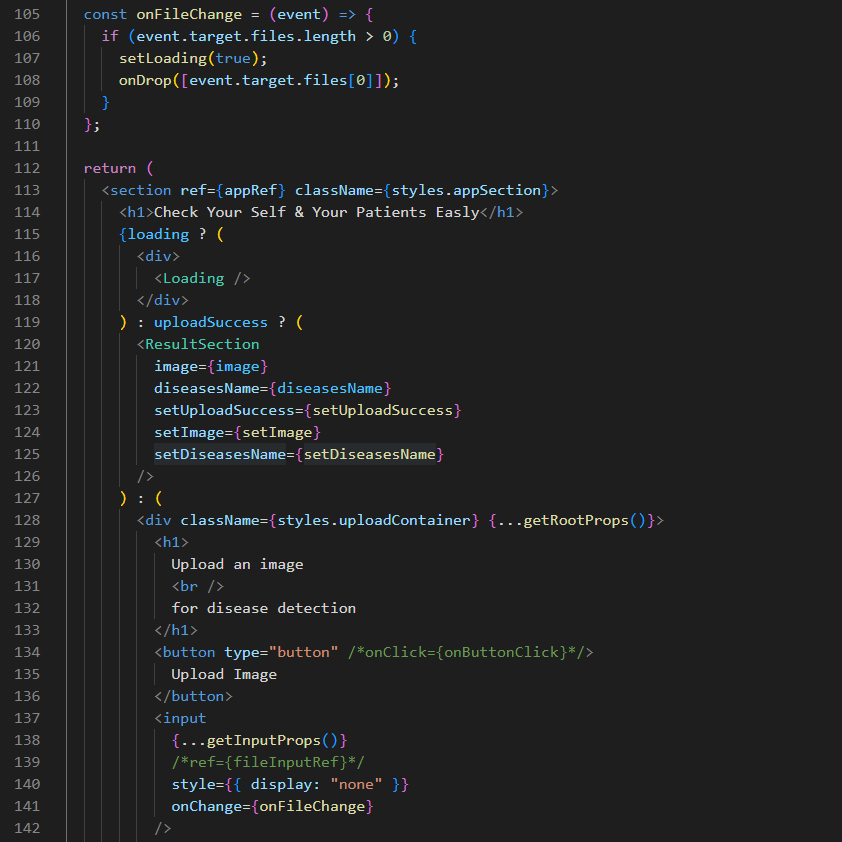 105 const onFileChange = (event) => {
106 if (event.target.files.length > 0) {
107 setLoading(true);
108 onDrop([event.target.files[0]]);
109 }
110 };
111
112 return (
113 <section ref={appRef} className={styles.appSection}>
114 <h1>Check Your Self & Your Patients Easly</h1>
115 {loading ? (
116 <div>
117 <Loading />
118 </div>
119 ) : uploadSuccess ? (
120 <ResultSection
121 image={image}
122 diseasesName={diseasesName}
123 setUploadSuccess={setUploadSuccess}
124 setImage={setImage}
125 setDiseasesName={setDiseasesName}
126 />
127 ) : (
128 <div className={styles.uploadContainer} {...getRootProps()}>
129 <h1>
130 Upload an image
131 <br />
132 for disease detection
133 </h1>
134 <button type="button" /*onClick={onButtonClick}*/>
135 Upload Image
136 </button>
137 <input
138 {...getInputProps()}
139 /*ref={fileInputRef}*/
140 style={{ display: "none" }}
141 onChange={onFileChange}
142 />